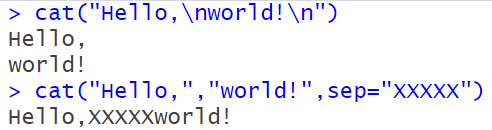 > cat("Hello,\nworld!\n")
Hello,
world!
> cat("Hello,","world!",sep="XXXXX")
Hello,XXXXXworld!